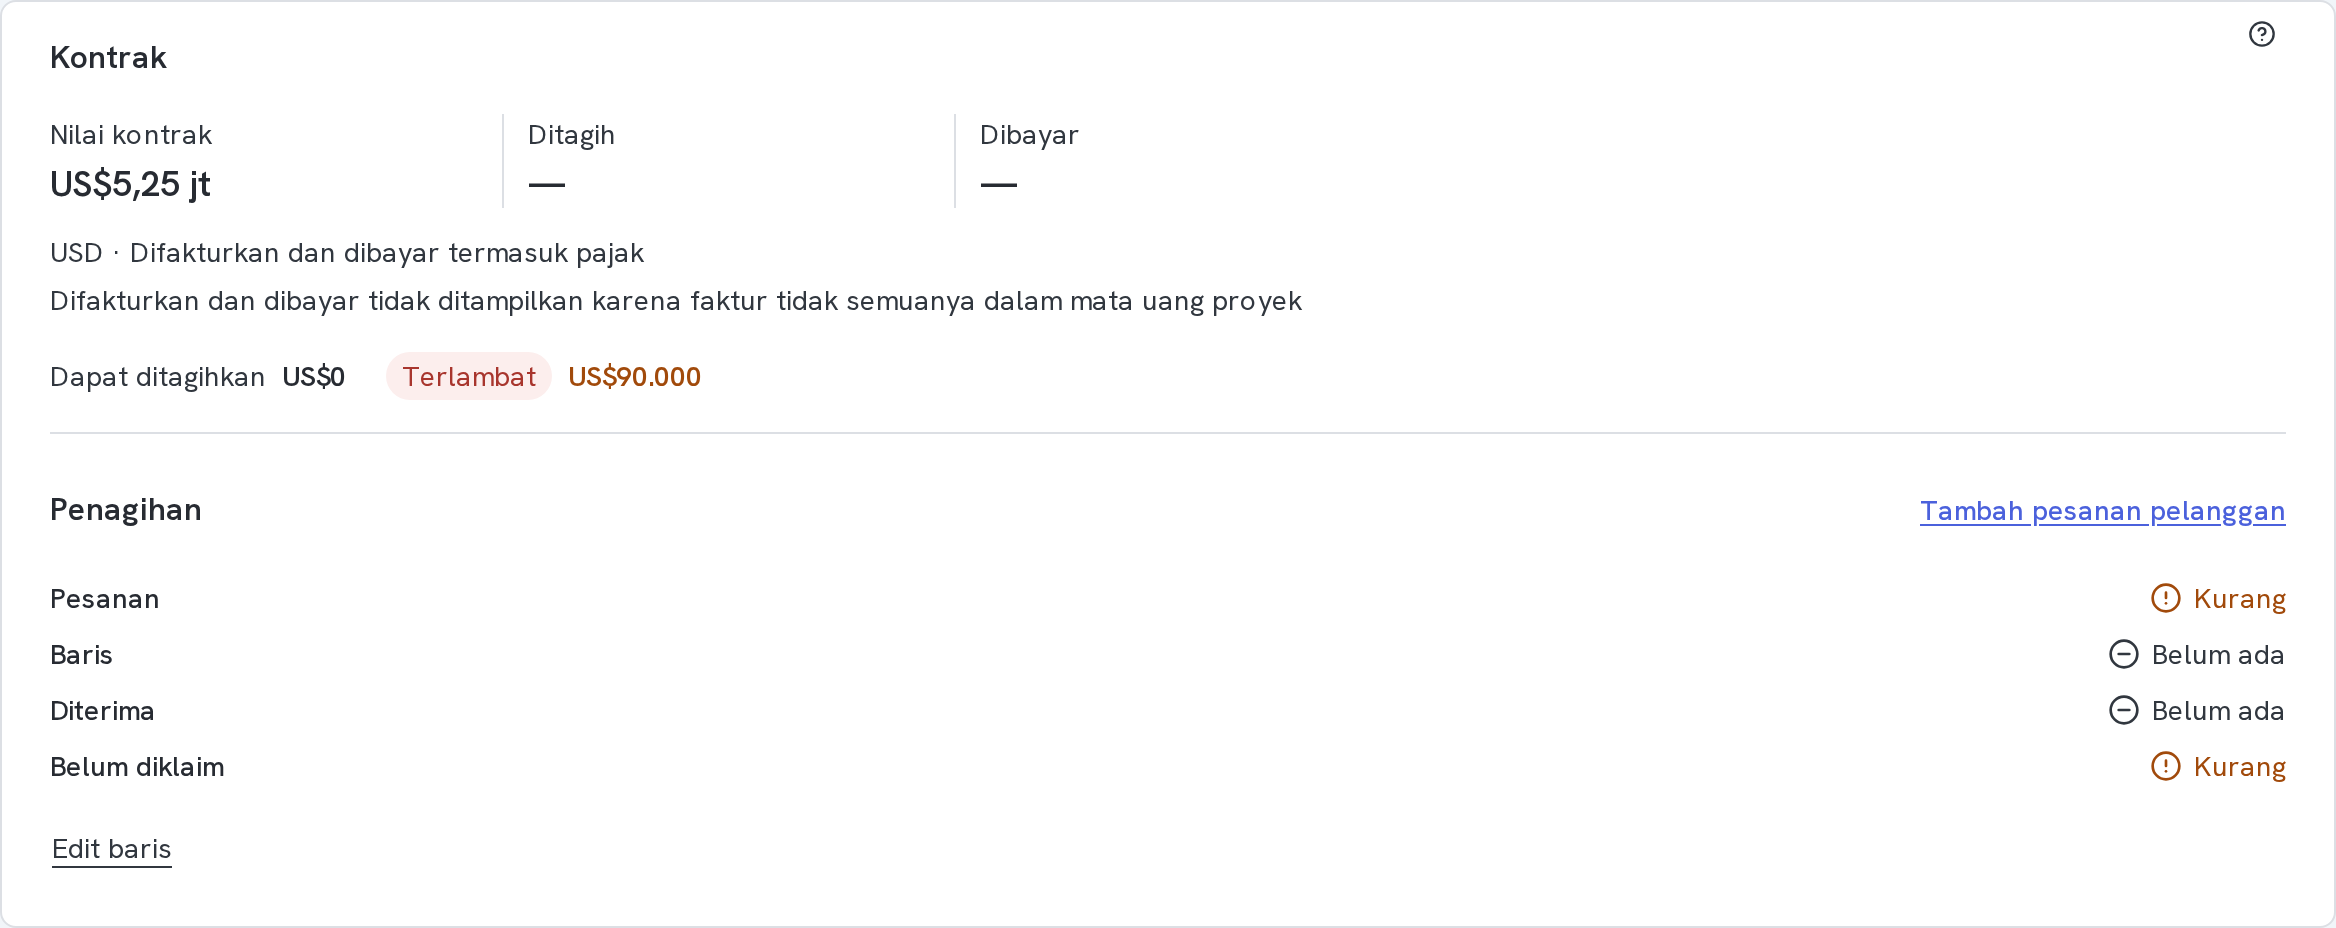 Kontrak
Nilai kontrak
US$5,25 jt
Ditagih
—
Dibayar
—
USD · Difakturkan dan dibayar termasuk pajak
Difakturkan dan dibayar tidak ditampilkan karena faktur tidak semuanya dalam mata uang proyek
Dapat ditagihkan US$0 Terlambat US$90.000
Penagihan
Tambah pesanan pelanggan
Pesanan Kurang
Baris Belum ada
Diterima Belum ada
Belum diklaim Kurang
Edit baris